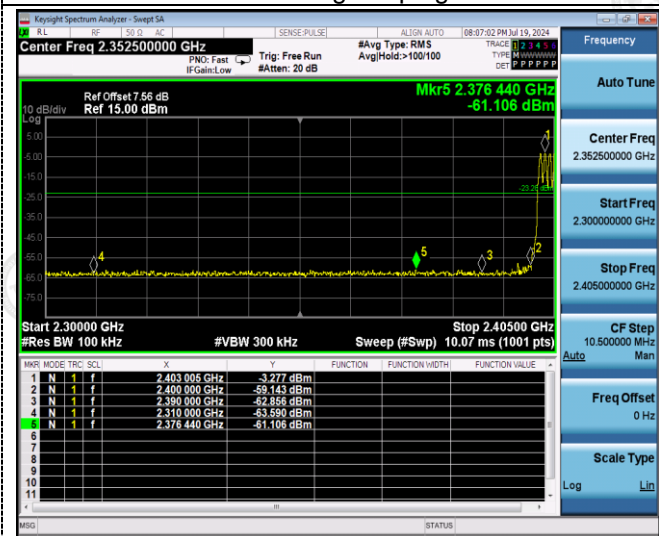 Keysight Spectrum Analyzer - Swept SA
RL RF 50 Ω AC SENSE:PULSE ALIGN AUTO 08:07:02 PM Jul 19, 2024
Center Freq 2.352500000 GHz
PNO: Fast
IFGain:Low
Trig: Free Run
#Atten: 20 dB
#Avg Type: RMS
Avg|Hold:>100/100
TRACE 1 2 3 4 5 6
TYPE M W W W W W
DET P P P P P P
Mkr5 2.376 440 GHz
-61.106 dBm
Ref Offset 7.56 dB
10 dB/div Ref 15.00 dBm
Log
5.00
-5.00
-15.0
-25.0
-35.0
-45.0
-55.0
-65.0
-75.0
1
-23.28 dBm
4
5
3
2
Start 2.30000 GHz
Stop 2.40500 GHz
#Res BW 100 kHz #VBW 300 kHz Sweep (#Swp) 10.07 ms (1001 pts)
MKR MODE TRC SCL X Y FUNCTION FUNCTION WIDTH FUNCTION VALUE
1 N 1 f 2.403 005 GHz -3.277 dBm
2 N 1 f 2.400 000 GHz -59.143 dBm
3 N 1 f 2.390 000 GHz -62.856 dBm
4 N 1 f 2.310 000 GHz -63.590 dBm
5 N 1 f 2.376 440 GHz -61.106 dBm
6
7
8
9
10
11
MSG STATUS
Frequency
Auto Tune
Center Freq
2.352500000 GHz
Start Freq
2.300000000 GHz
Stop Freq
2.405000000 GHz
CF Step
10.500000 MHz
Auto Man
Freq Offset
0 Hz
Scale Type
Log Lin